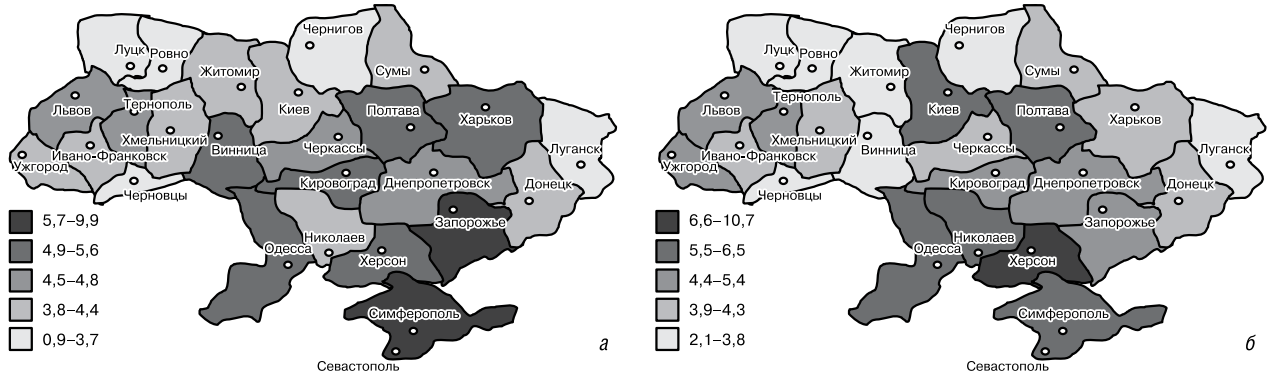 Чернигов
Луцк
Ровно
Житомир
Сумы
Киев
Львов
Тернополь
Полтава
Харьков
Хмельницкий
Винница
Черкассы
Ивано-Франковск
Ужгород
Луганск
Кировоград
Днепропетровск
Донецк
Черновцы
Запорожье
Николаев
Одесса
Херсон
Симферополь
Севастополь
5,7–9,9
4,9–5,6
4,5–4,8
3,8–4,4
0,9–3,7
а
Чернигов
Луцк
Ровно
Житомир
Сумы
Киев
Львов
Тернополь
Полтава
Харьков
Хмельницкий
Винница
Черкассы
Ивано-Франковск
Ужгород
Луганск
Кировоград
Днепропетровск
Донецк
Черновцы
Запорожье
Николаев
Одесса
Херсон
Симферополь
Севастополь
6,6–10,7
5,5–6,5
4,4–5,4
3,9–4,3
2,1–3,8
б